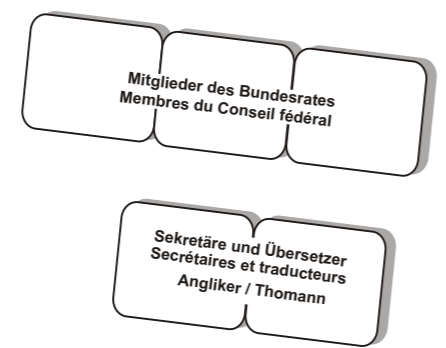 Mitglieder des Bundesrates
Membres du Conseil fédéral
Sekretäre und Übersetzer
Secrétaires et traducteurs
Angliker / Thomann